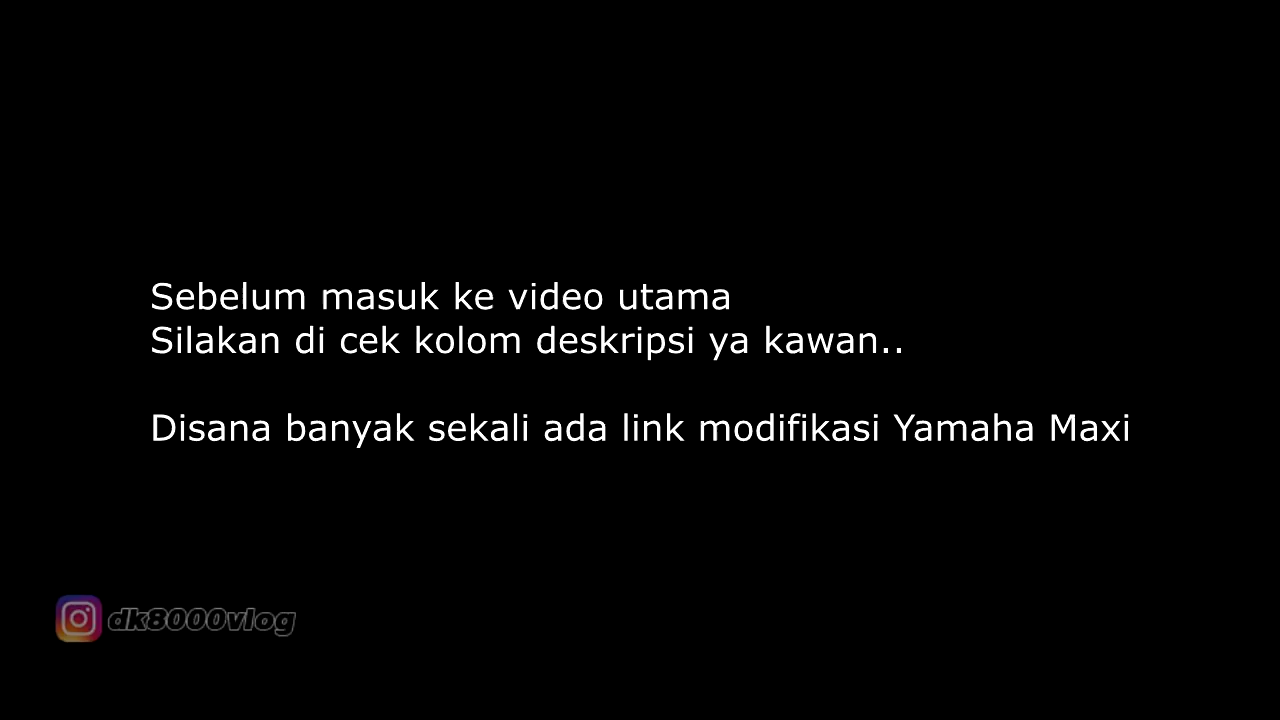 Sebelum masuk ke video utama
Silakan di cek kolom deskripsi ya kawan..
Disana banyak sekali ada link modifikasi Yamaha Maxi
dk8000vlog